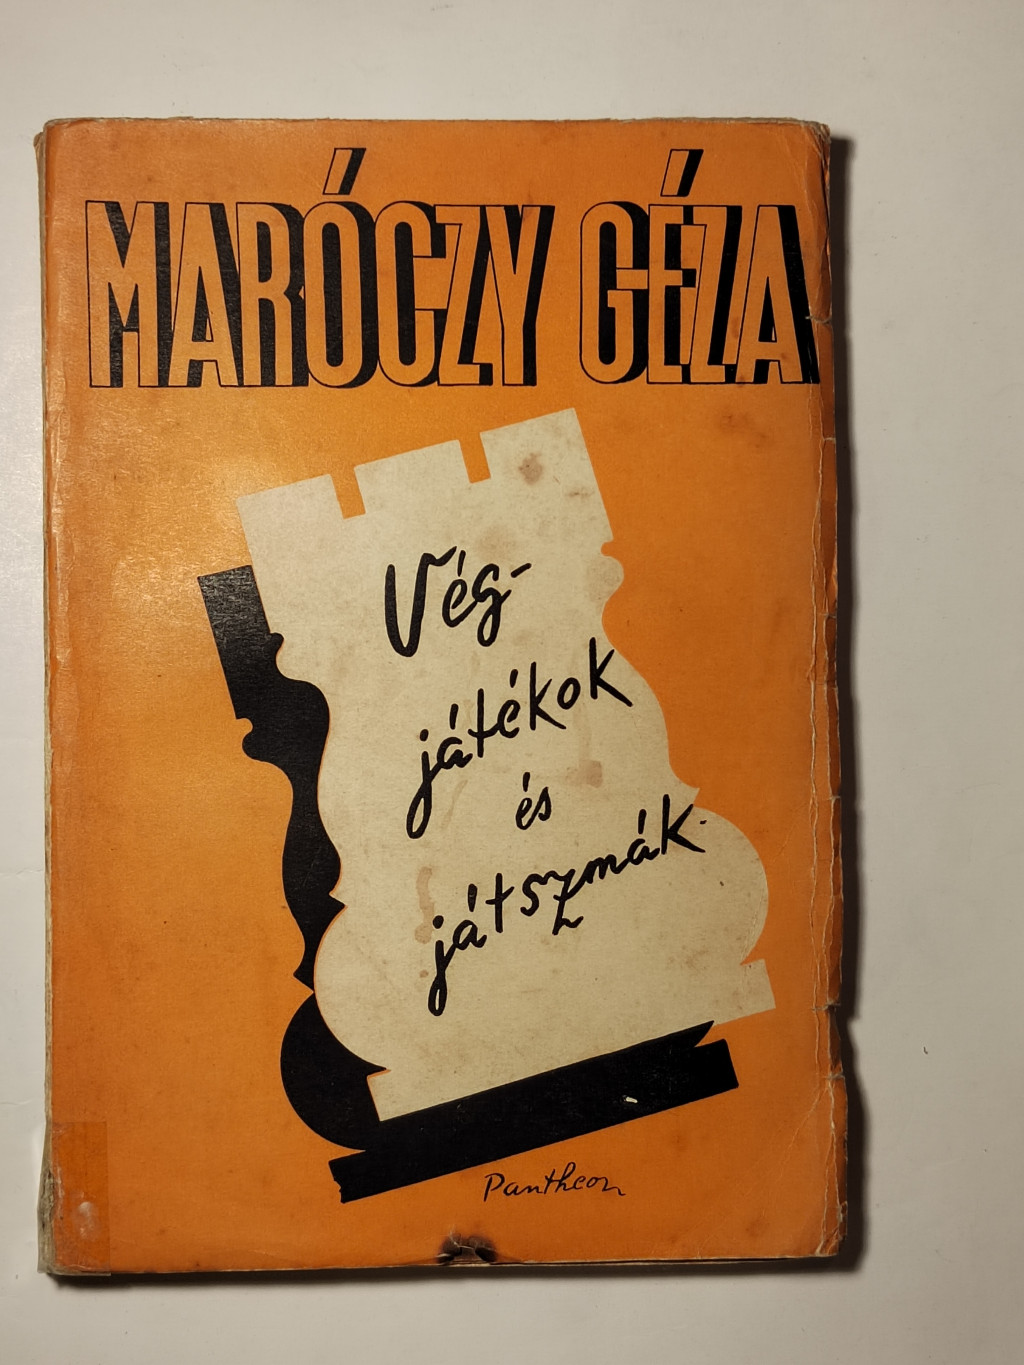 MARÓCZY GÉZA
Vég-
játékok
és
játszmák
Pantheon